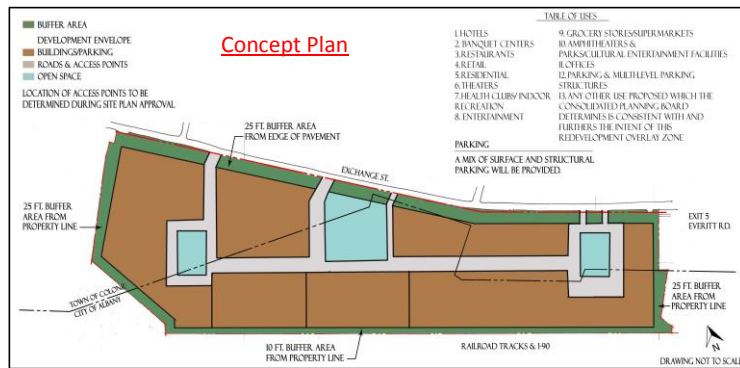 BUFFER AREA
DEVELOPMENT ENVELOPE
BUILDINGS/PARKING
ROADS & ACCESS POINTS
OPEN SPACE
LOCATION OF ACCESS POINTS TO BE
DETERMINED DURING SITE PLAN APPROVAL
Concept Plan
TABLE OF USES
1. HOTELS
2. BANQUET CENTERS
3. RESTAURANTS
4. RETAIL
5. RESIDENTIAL
6. THEATERS
7. HEALTH CLUBS/ INDOOR
RECREATION
8. ENTERTAINMENT
9. GROCERY STORES/SUPERMARKETS
10. AMPHITHEATERS &
PARKS/CULTURAL ENTERTAINMENT FACILITIES
11. OFFICES
12. PARKING & MULTI-LEVEL PARKING
STRUCTURES
13. ANY OTHER USE PROPOSED WHICH THE
CONSOLIDATED PLANNING BOARD
DETERMINES IS CONSISTENT WITH AND
FURTHERS THE INTENT OF THIS
REDEVELOPMENT OVERLAY ZONE
PARKING
A MIX OF SURFACE AND STRUCTURAL
PARKING WILL BE PROVIDED.
25 FT. BUFFER AREA
FROM EDGE OF PAVEMENT
EXCHANGE ST.
25 FT. BUFFER
AREA FROM
PROPERTY LINE
EXIT 5
EVERITT RD.
TOWN OF COLONIE
CITY OF ALBANY
25 FT. BUFFER
AREA FROM
PROPERTY LINE
10 FT. BUFFER AREA
FROM PROPERTY LINE
RAILROAD TRACKS & I-90
N
DRAWING NOT TO SCALE